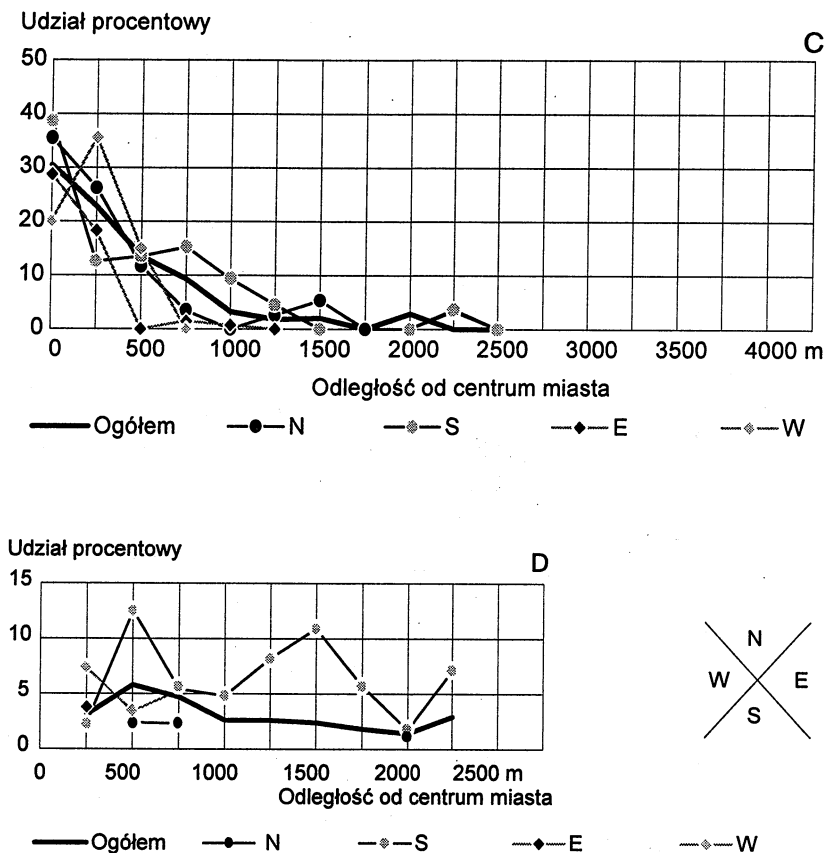 Udział procentowy
C
50
40
30
20
10
0
0 500 1000 1500 2000 2500 3000 3500 4000 m
Odległość od centrum miasta
Ogółem N S E W
Udział procentowy
D
15
10
5
0
0 500 1000 1500 2000 2500 m
Odległość od centrum miasta
Ogółem N S E W
N
W E
S